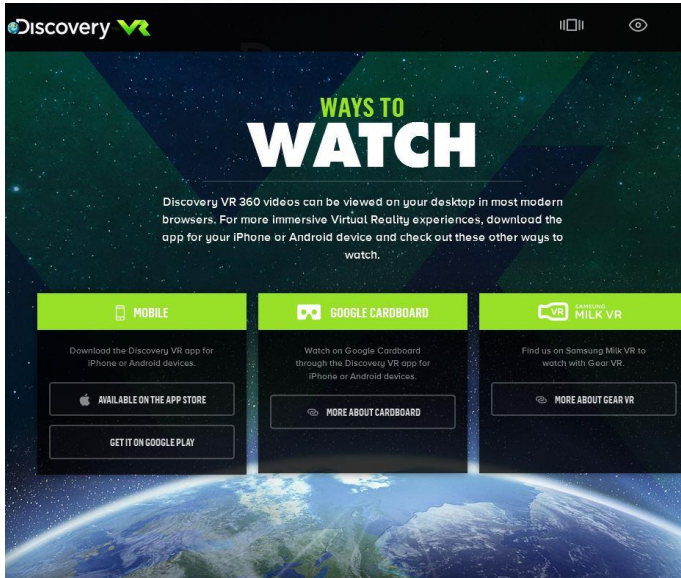 Discovery VR
WAYS TO
WATCH
Discovery VR 360 videos can be viewed on your desktop in most modern
browsers. For more immersive Virtual Reality experiences, download the
app for your iPhone or Android device and check out these other ways to
watch.
MOBILE
Download the Discovery VR app for
iPhone or Android devices.
AVAILABLE ON THE APP STORE
GET IT ON GOOGLE PLAY
GOOGLE CARDBOARD
Watch on Google Cardboard
through the Discovery VR app for
iPhone or Android devices.
MORE ABOUT CARDBOARD
VR
SAMSUNG
MILK VR
Find us on Samsung Milk VR to
watch with Gear VR.
MORE ABOUT GEAR VR